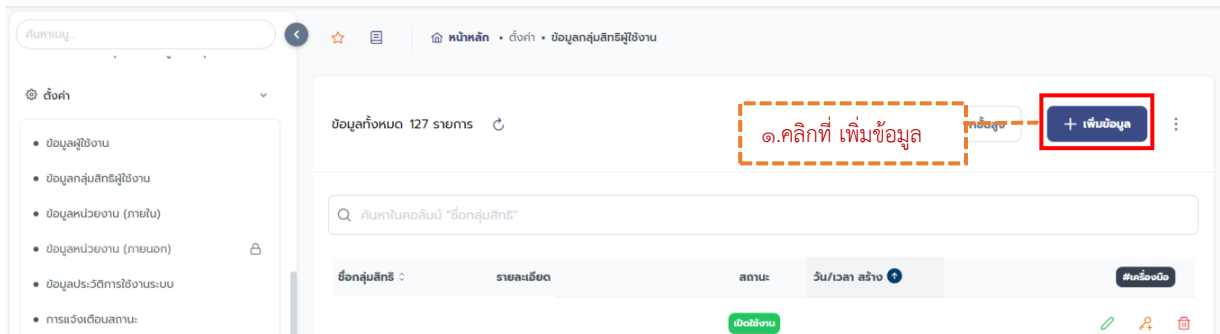 ค้นหาเมนู..
หน้าหลัก • ตั้งค่า • ข้อมูลกลุ่มสิทธิผู้ใช้งาน
ตั้งค่า
ข้อมูลทั้งหมด 127 รายการ
๑.คลิกที่ เพิ่มข้อมูล
+ เพิ่มข้อมูล
• ข้อมูลผู้ใช้งาน
• ข้อมูลกลุ่มสิทธิผู้ใช้งาน
• ข้อมูลหน่วยงาน (ภายใน)
• ข้อมูลหน่วยงาน (ภายนอก)
• ข้อมูลประวัติการใช้งานระบบ
• การแจ้งเตือนสถานะ
ค้นหาในคอลัมน์ "ชื่อกลุ่มสิทธิ"
ชื่อกลุ่มสิทธิ รายละเอียด สถานะ วัน/เวลา สร้าง #เครื่องมือ
เปิดใช้งาน